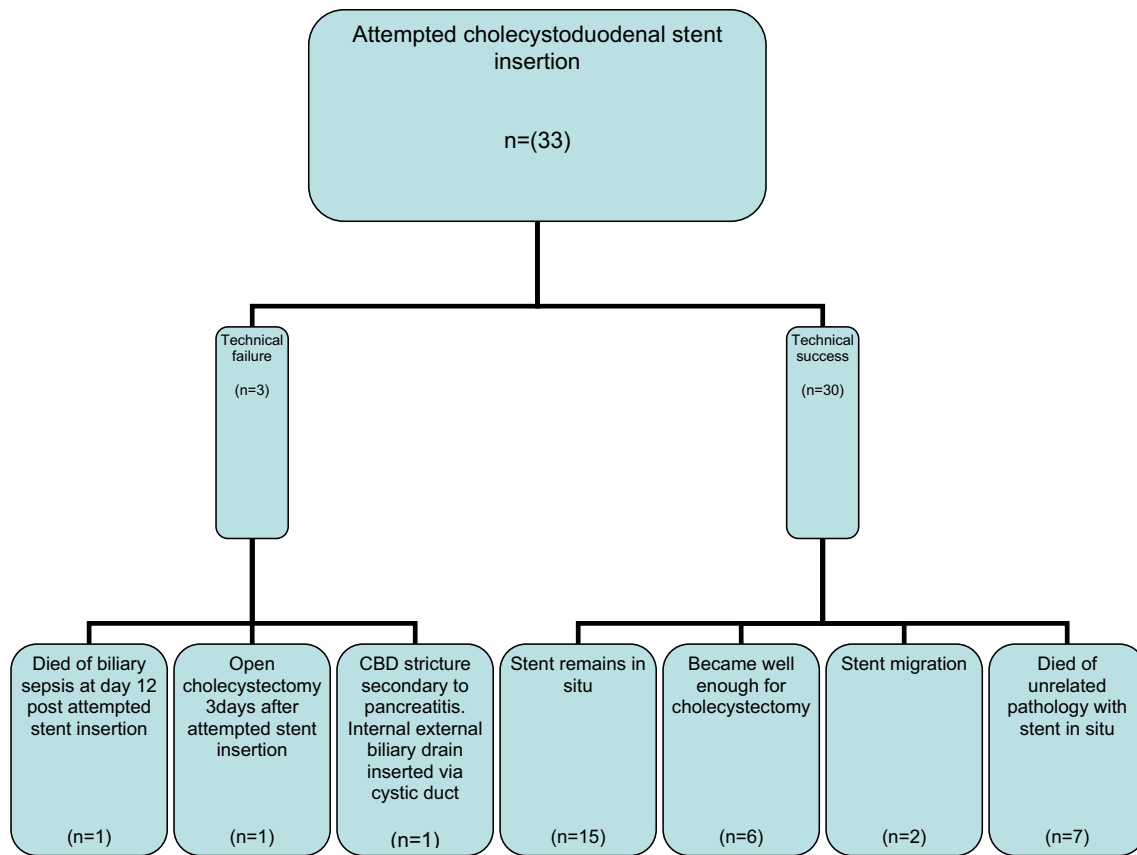 Attempted cholecystoduodenal stent
insertion
n=(33)
Technical
failure
(n=3)
Technical
success
(n=30)
Died of biliary
sepsis at day 12
post attempted
stent insertion
(n=1)
Open
cholecystectomy
3days after
attempted stent
insertion
(n=1)
CBD stricture
secondary to
pancreatitis.
Internal external
biliary drain
inserted via
cystic duct
(n=1)
Stent remains in
situ
(n=15)
Became well
enough for
cholecystectomy
(n=6)
Stent migration
(n=2)
Died of
unrelated
pathology with
stent in situ
(n=7)